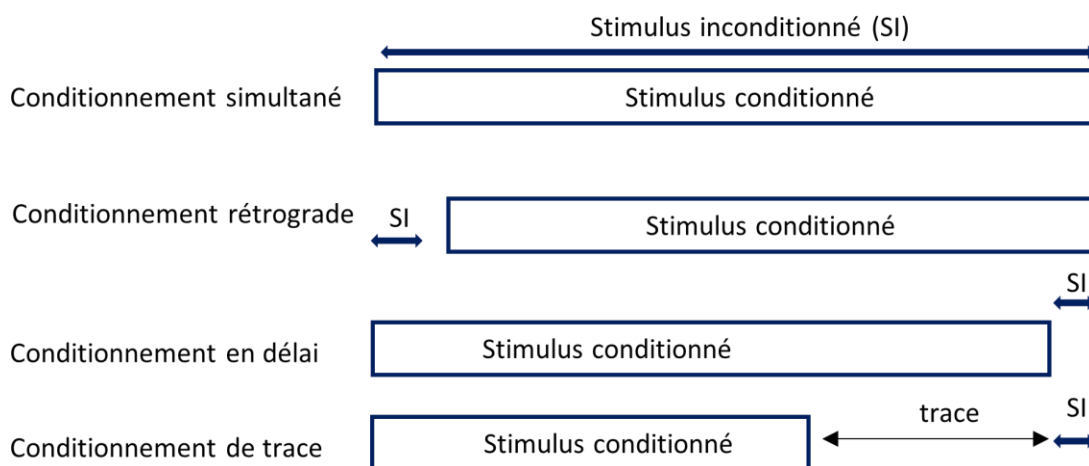 Stimulus inconditionné (SI)
Conditionnement simultané
Stimulus conditionné
Conditionnement rétrograde
SI
Stimulus conditionné
SI
Conditionnement en délai
Stimulus conditionné
trace
SI
Conditionnement de trace
Stimulus conditionné